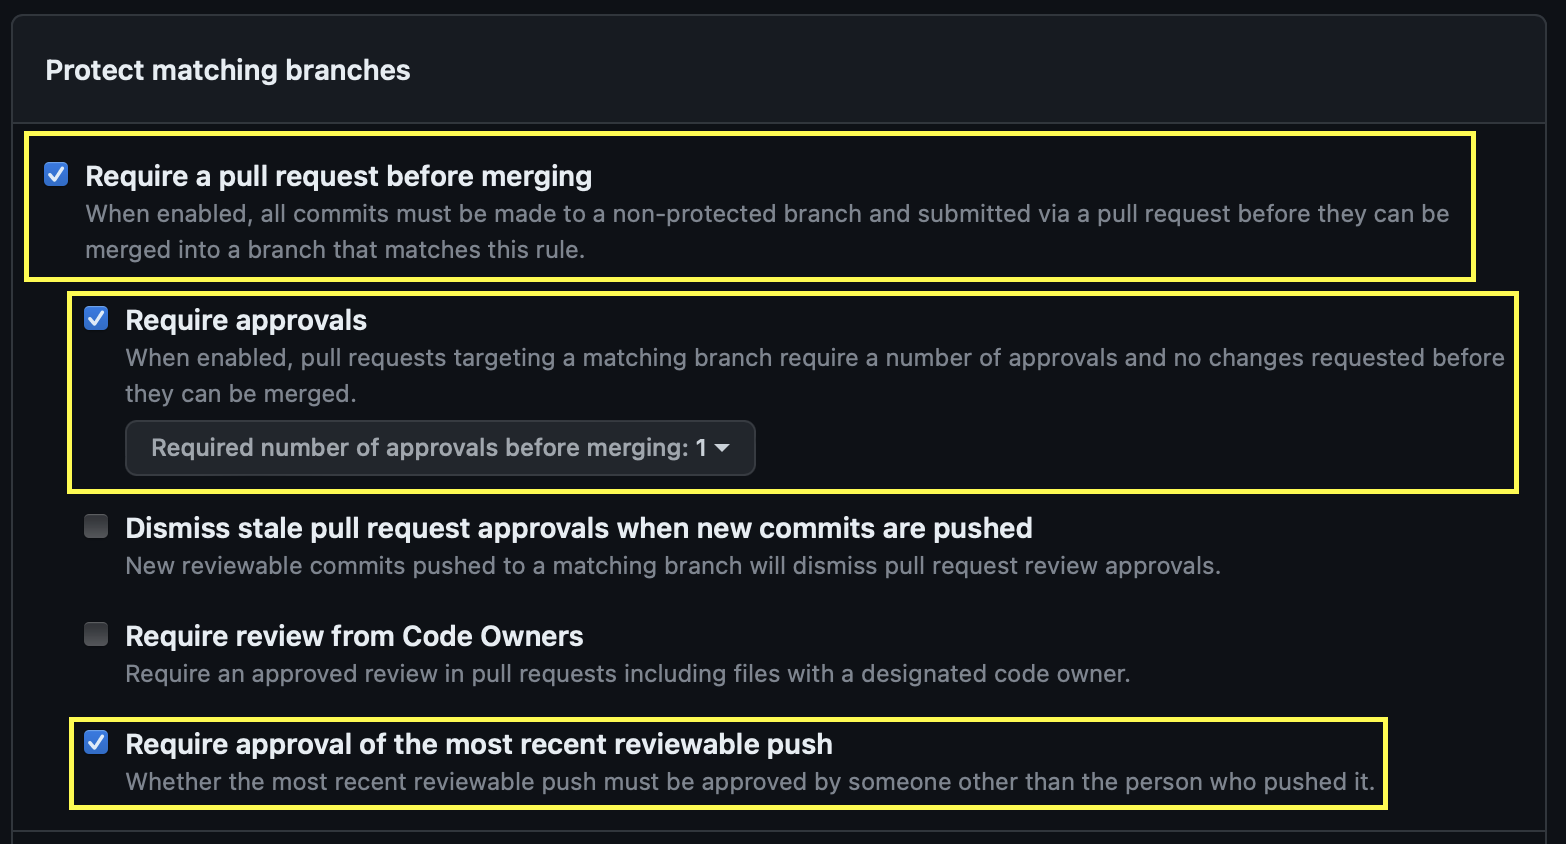 Protect matching branches
Require a pull request before merging
When enabled, all commits must be made to a non-protected branch and submitted via a pull request before they can be
merged into a branch that matches this rule.
Require approvals
When enabled, pull requests targeting a matching branch require a number of approvals and no changes requested before
they can be merged.
Required number of approvals before merging: 1
Dismiss stale pull request approvals when new commits are pushed
New reviewable commits pushed to a matching branch will dismiss pull request review approvals.
Require review from Code Owners
Require an approved review in pull requests including files with a designated code owner.
Require approval of the most recent reviewable push
Whether the most recent reviewable push must be approved by someone other than the person who pushed it.